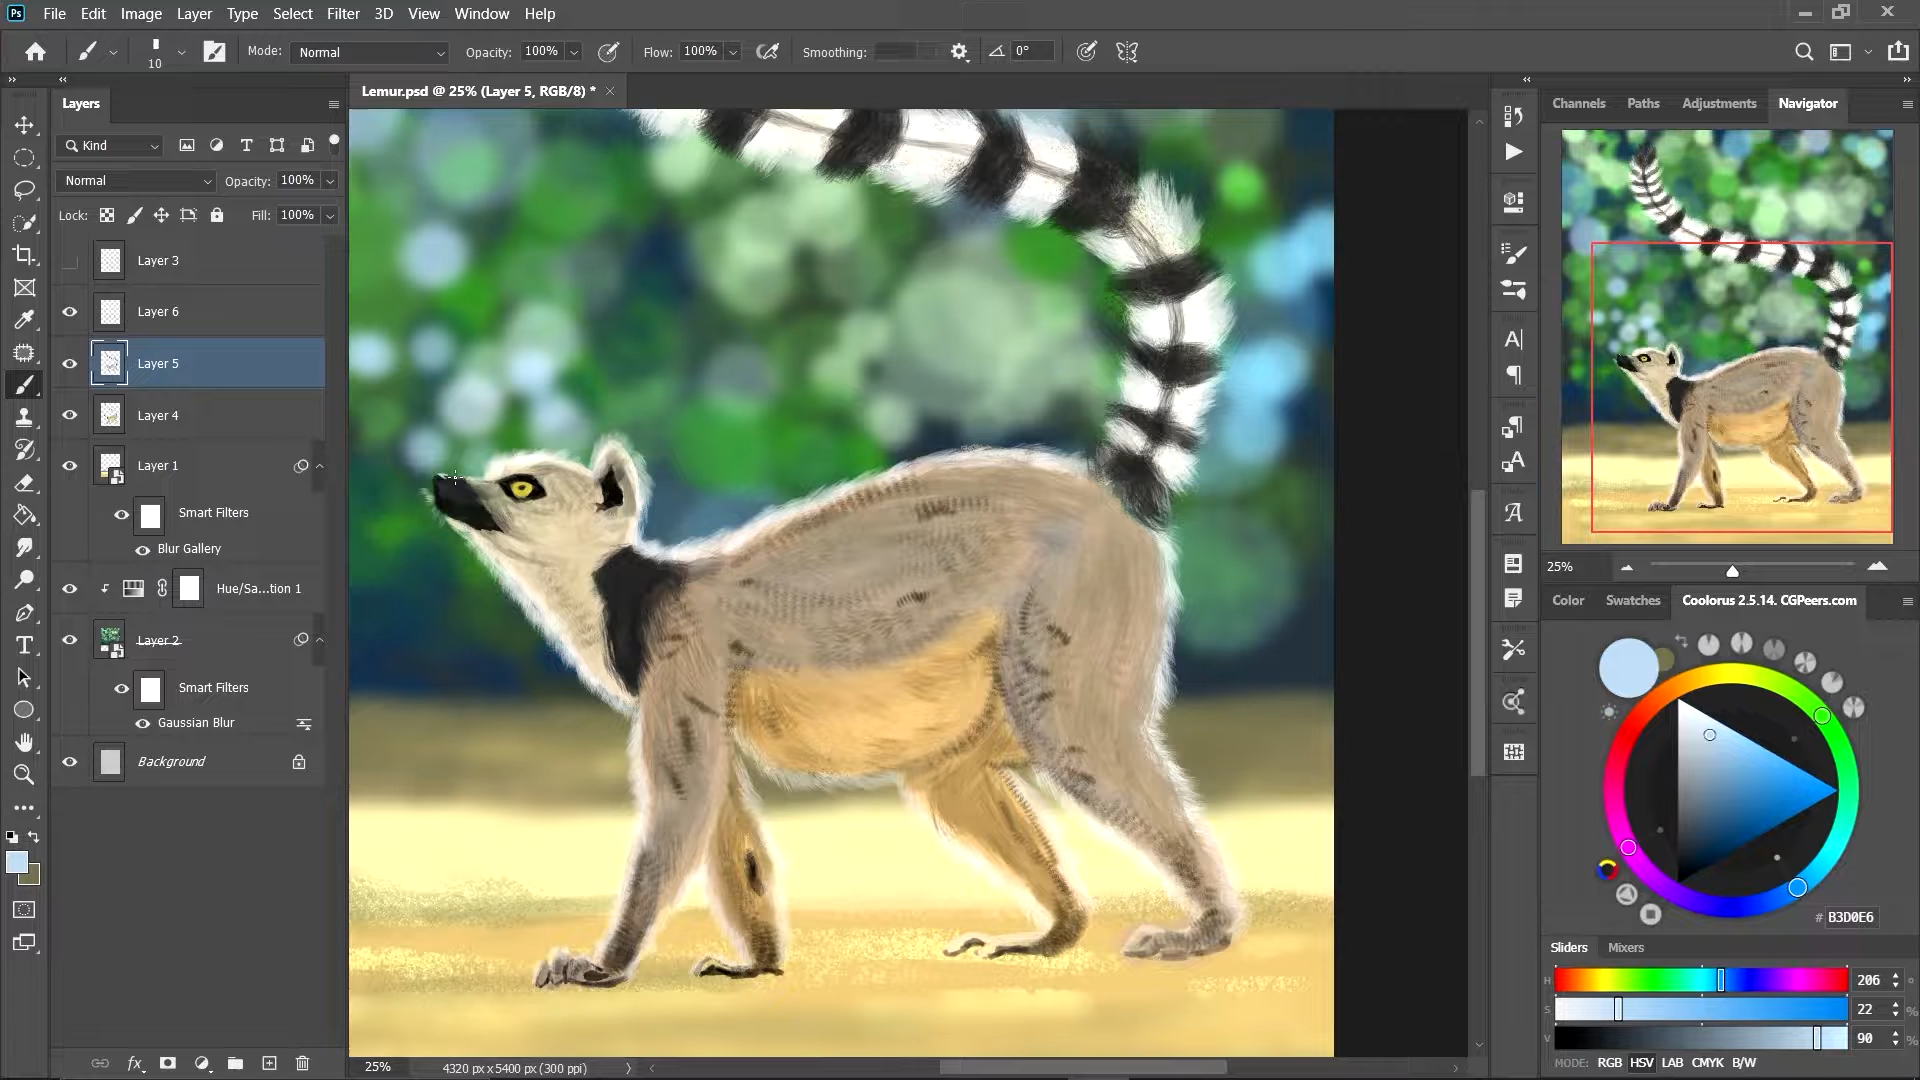 Ps File Edit Image Layer Type Select Filter 3D View Window Help
10 Mode: Normal Opacity: 100% Flow: 100% Smoothing: 0°
Layers
Lemur.psd @ 25% (Layer 5, RGB/8) *
Channels Paths Adjustments Navigator
Kind
Normal Opacity: 100%
Lock: Fill: 100%
Layer 3
Layer 6
Layer 5
Layer 4
Layer 1
Smart Filters
Blur Gallery
Hue/Sa...tion 1
Layer 2
Smart Filters
Gaussian Blur
Background
25%
Color Swatches Coolorus 2.5.14. CGPeers.com
# B3D0E6
Sliders Mixers
H 206 °
S 22 %
V 90 %
MODE: RGB HSV LAB CMYK B/W
25% 4320 px x 5400 px (300 ppi)